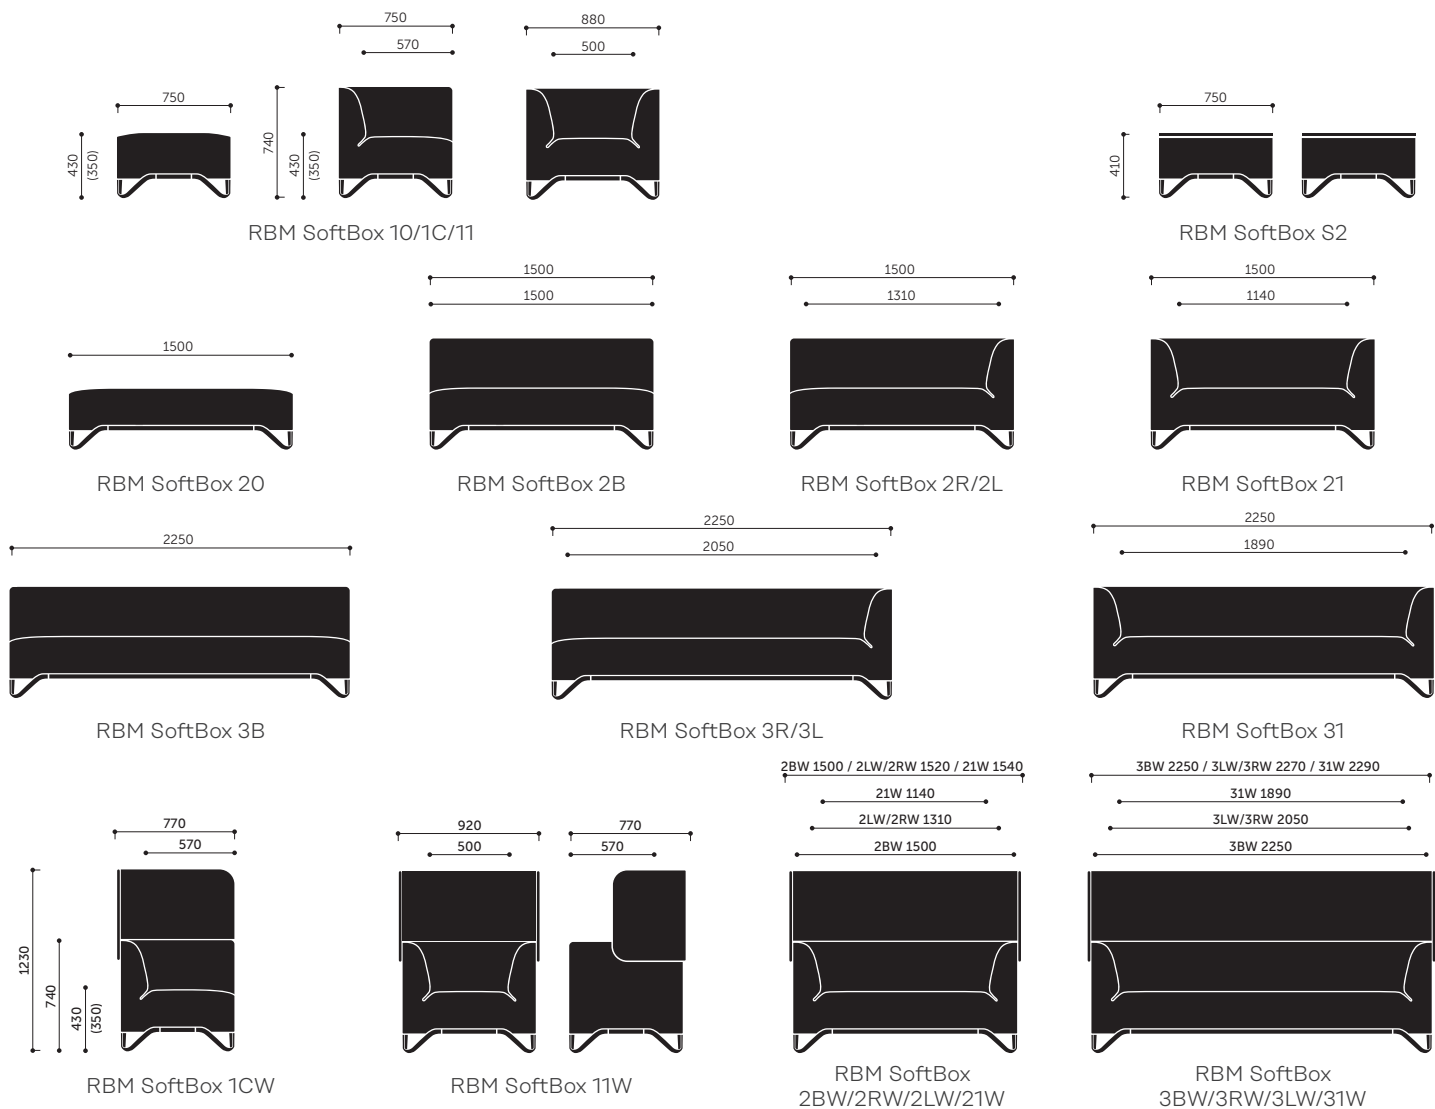 750
570
880
500
750
750
430
(350)
740
430
(350)
410
RBM SoftBox 10/1C/11
RBM SoftBox S2
1500
1500
1500
1500
1310
1500
1140
1500
RBM SoftBox 20
RBM SoftBox 2B
RBM SoftBox 2R/2L
RBM SoftBox 21
2250
2250
2050
2250
1890
RBM SoftBox 3B
RBM SoftBox 3R/3L
RBM SoftBox 31
770
570
1230
740
430
(350)
920
500
770
570
2BW 1500 / 2LW/2RW 1520 / 21W 1540
21W 1140
2LW/2RW 1310
2BW 1500
3BW 2250 / 3LW/3RW 2270 / 31W 2290
31W 1890
3LW/3RW 2050
3BW 2250
RBM SoftBox 1CW
RBM SoftBox 11W
RBM SoftBox
2BW/2RW/2LW/21W
RBM SoftBox
3BW/3RW/3LW/31W